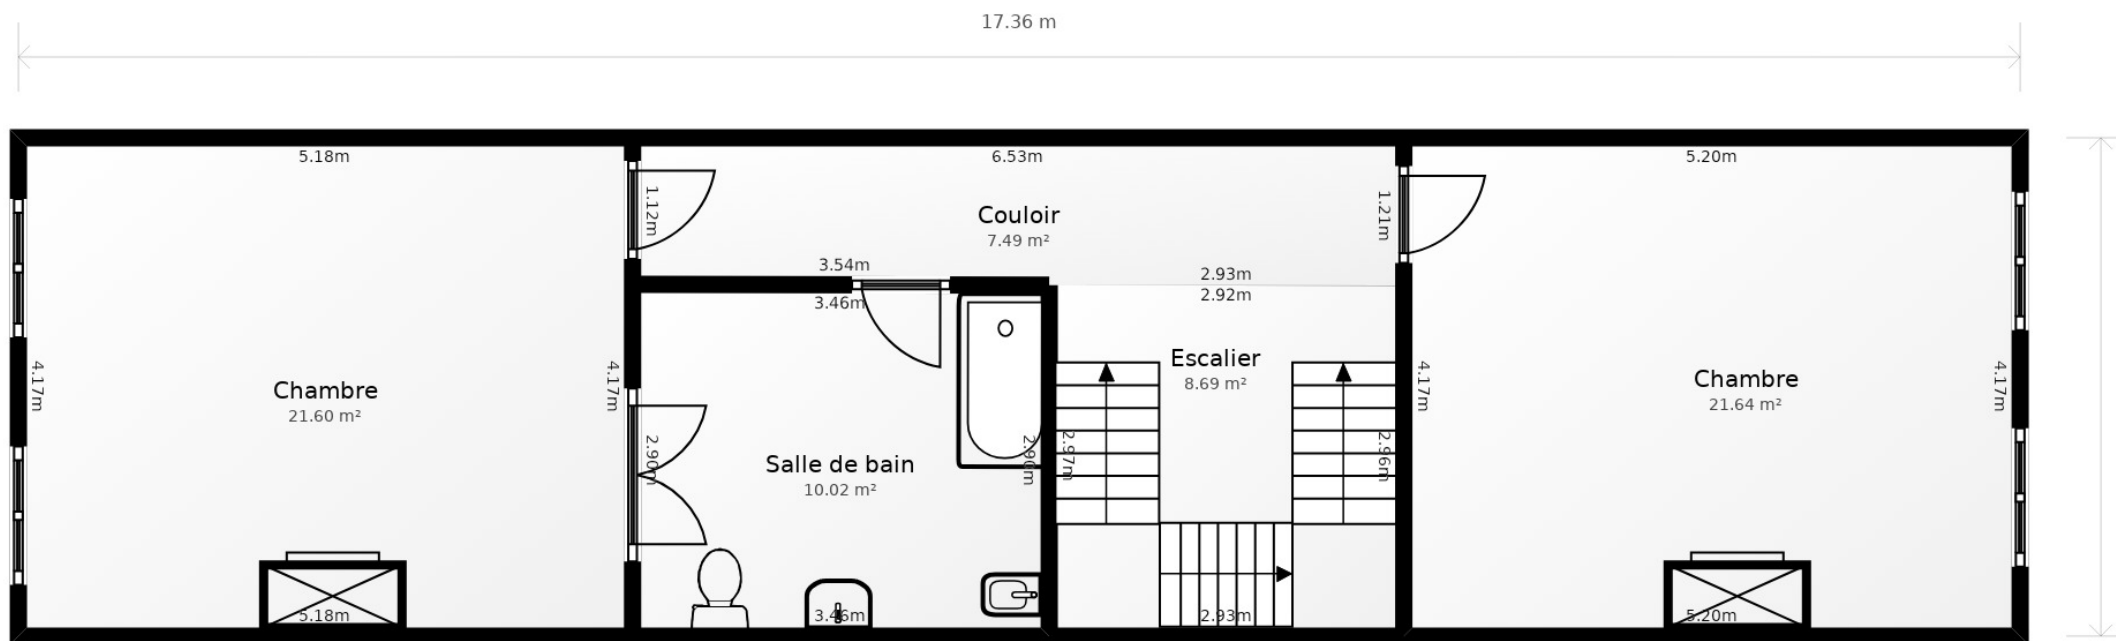 17.36 m
5.18m
6.53m
5.20m
1.12m
1.21m
Couloir
7.49 m²
3.54m
3.46m
2.93m
2.92m
4.17m
Chambre
21.60 m²
4.17m
Escalier
8.69 m²
4.17m
Chambre
21.64 m²
4.17m
2.90m
Salle de bain
10.02 m²
2.90m
2.97m
2.96m
5.18m
3.46m
2.93m
5.20m